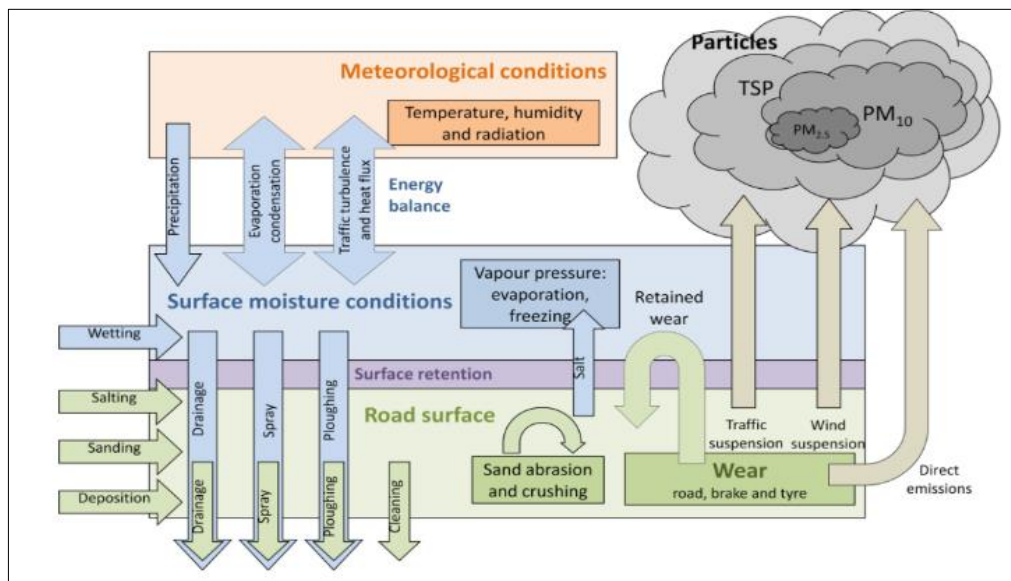 Particles
TSP
PM10
PM2.5
Meteorological conditions
Temperature, humidity
and radiation
Precipitation
Evaporation
condensation
Traffic turbulence
and heat flux
Energy
balance
Surface moisture conditions
Vapour pressure:
evaporation,
freezing
Retained
wear
Wetting
Surface retention
Salt
Road surface
Salting
Sanding
Deposition
Drainage
Spray
Ploughing
Drainage
Spray
Ploughing
Cleaning
Sand abrasion
and crushing
Traffic
suspension
Wind
suspension
Wear
road, brake and tyre
Direct
emissions